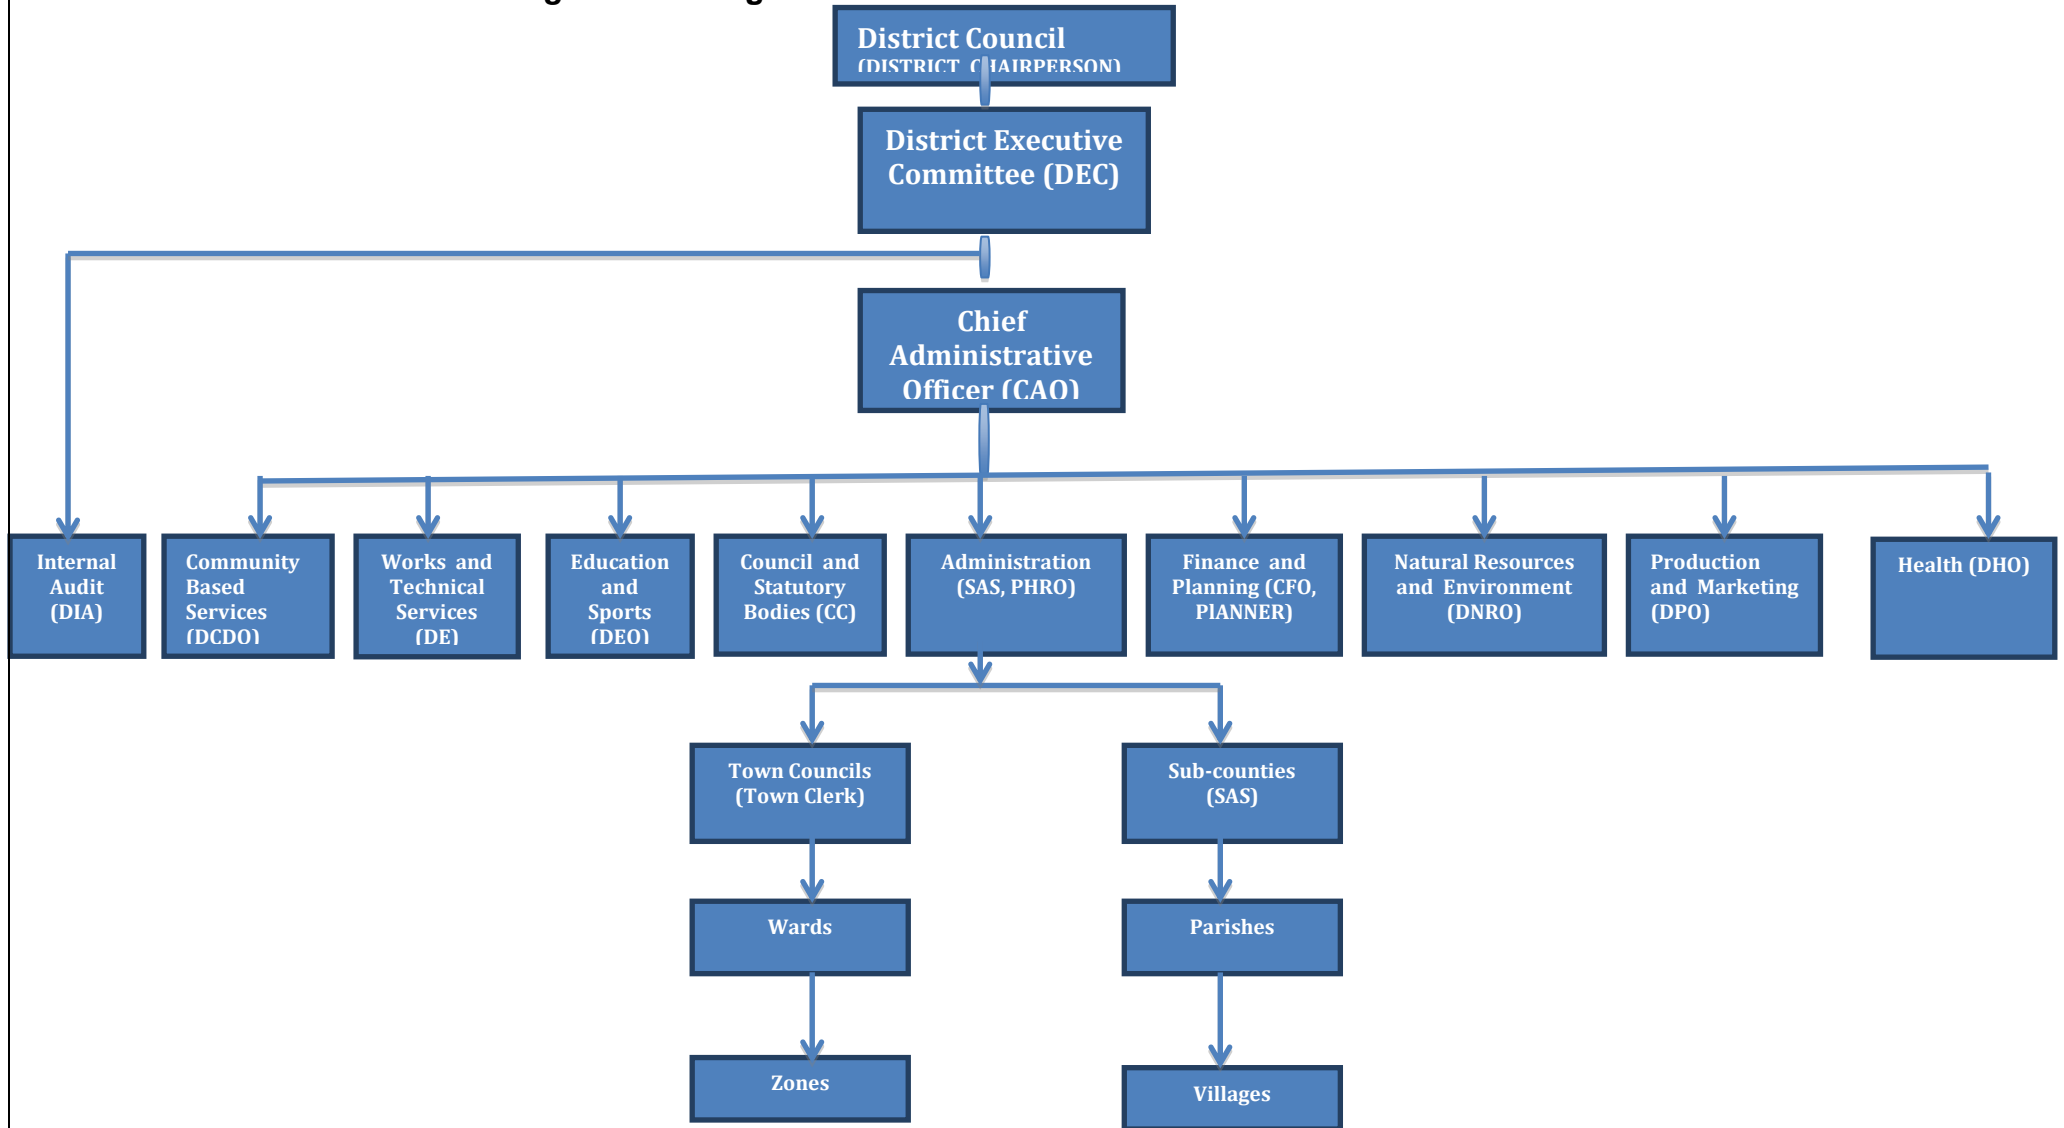 District Council
(DISTRICT CHAIRPERSON)
District Executive
Committee (DEC)
Chief
Administrative
Officer (CAO)
Internal
Audit
(DIA)
Community
Based
Services
(DCDO)
Works and
Technical
Services
(DE)
Education
and
Sports
(DEO)
Council and
Statutory
Bodies (CC)
Administration
(SAS, PHRO)
Finance and
Planning (CFO,
PlANNER)
Natural Resources
and Environment
(DNRO)
Production
and Marketing
(DPO)
Health (DHO)
Town Councils
(Town Clerk)
Sub-counties
(SAS)
Wards
Parishes
Zones
Villages